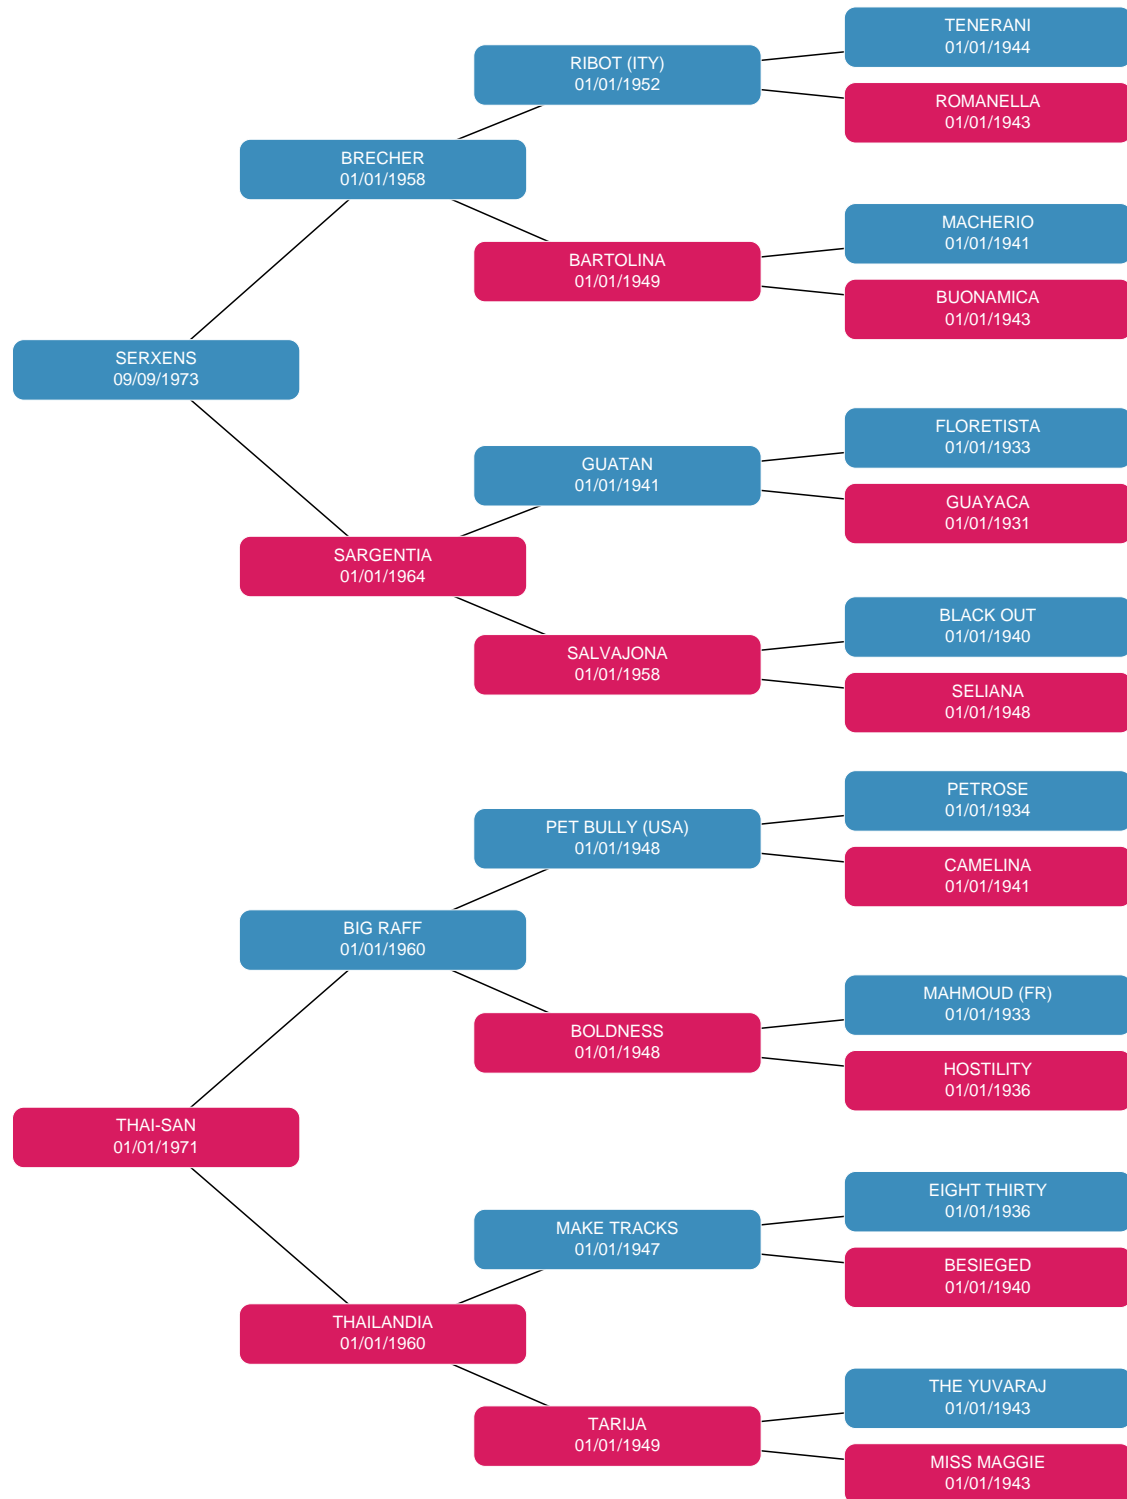 TENERANI
01/01/1944
RIBOT (ITY)
01/01/1952
ROMANELLA
01/01/1943
BRECHER
01/01/1958
MACHERIO
01/01/1941
BARTOLINA
01/01/1949
BUONAMICA
01/01/1943
SERXENS
09/09/1973
FLORETISTA
01/01/1933
GUATAN
01/01/1941
GUAYACA
01/01/1931
SARGENTIA
01/01/1964
BLACK OUT
01/01/1940
SALVAJONA
01/01/1958
SELIANA
01/01/1948
PETROSE
01/01/1934
PET BULLY (USA)
01/01/1948
CAMELINA
01/01/1941
BIG RAFF
01/01/1960
MAHMOUD (FR)
01/01/1933
BOLDNESS
01/01/1948
HOSTILITY
01/01/1936
THAI-SAN
01/01/1971
EIGHT THIRTY
01/01/1936
MAKE TRACKS
01/01/1947
BESIEGED
01/01/1940
THAILANDIA
01/01/1960
THE YUVARAJ
01/01/1943
TARIJA
01/01/1949
MISS MAGGIE
01/01/1943